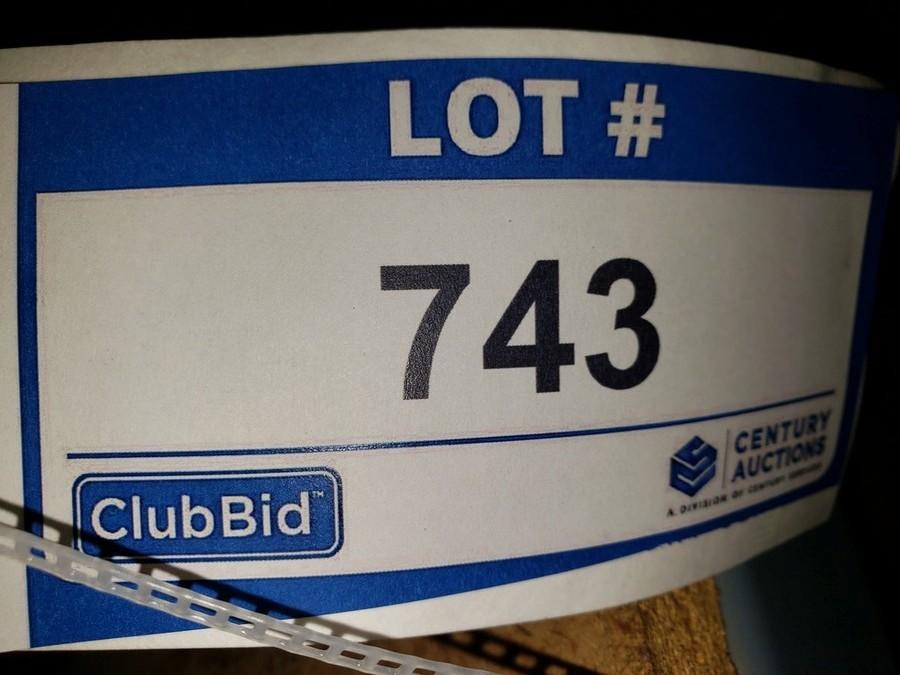 LOT #
743
ClubBid™
CENTURY
AUCTIONS
A DIVISION OF CENTURY SERVICES